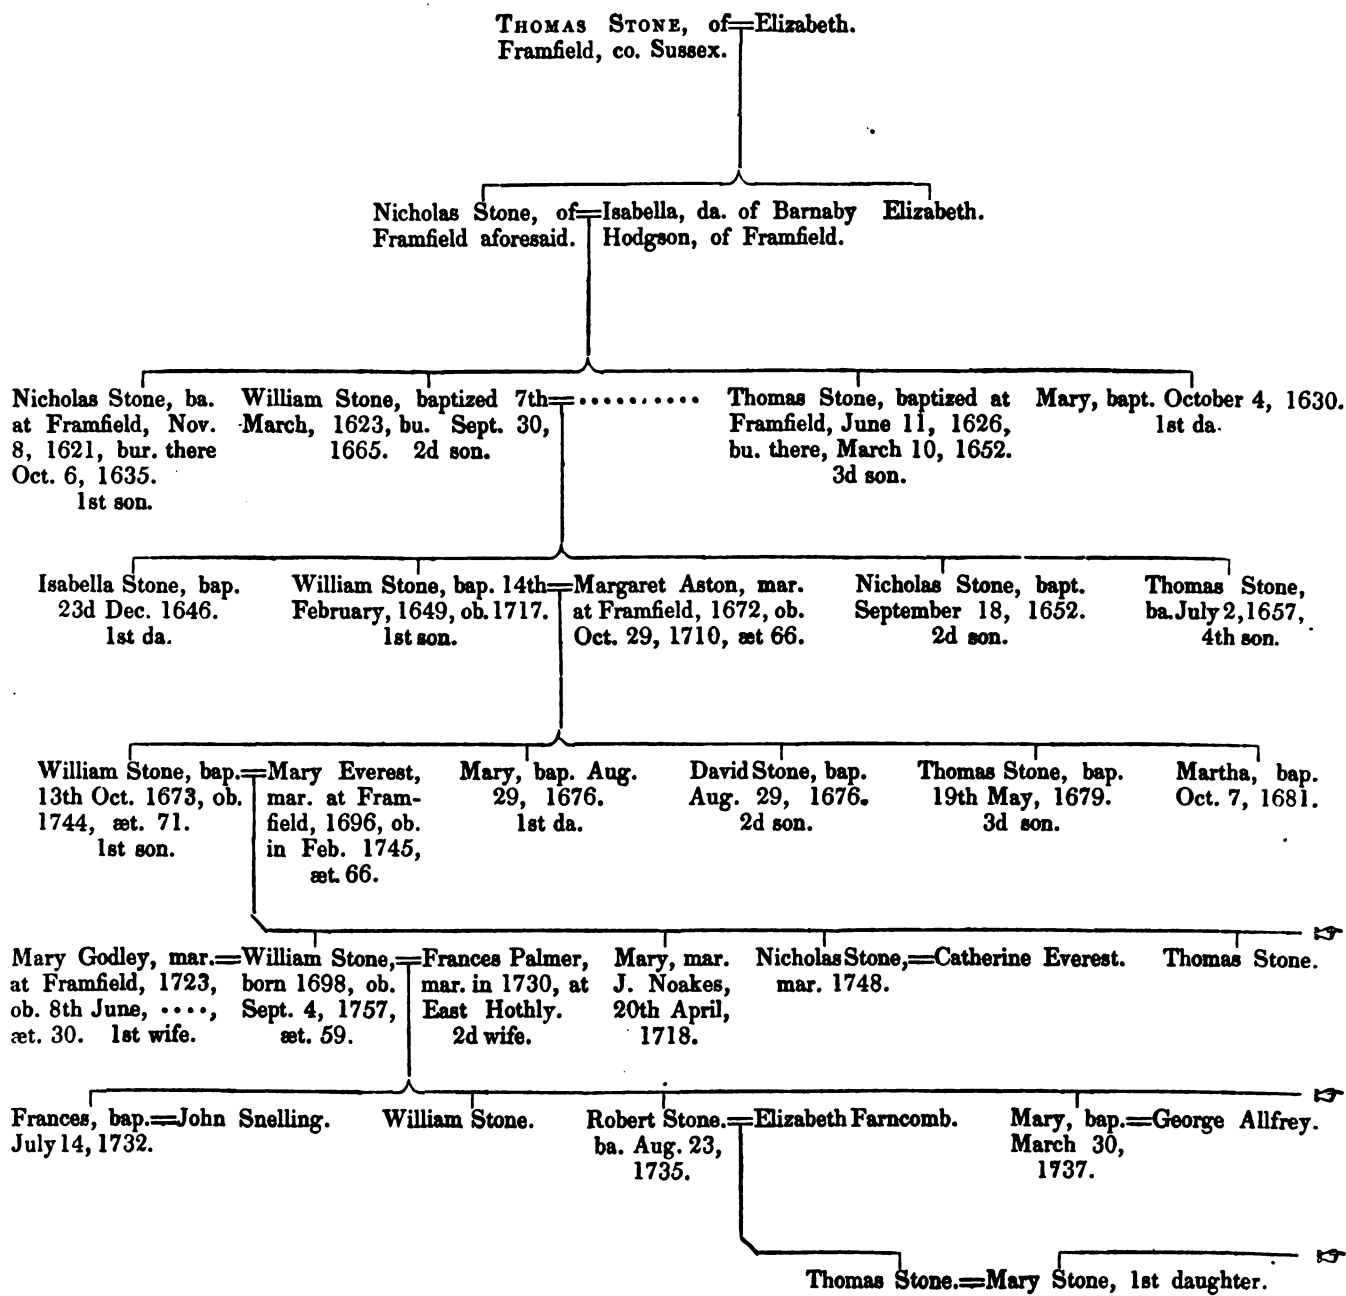 THOMAS STONE, of=Elizabeth.
Framfield, co. Sussex.
Nicholas Stone, of=Isabella, da. of Barnaby Elizabeth.
Framfield aforesaid. Hodgson, of Framfield.
Nicholas Stone, ba.
at Framfield, Nov.
8, 1621, bur. there
Oct. 6, 1635.
1st son.
William Stone, baptized 7th=..........
March, 1623, bu. Sept. 30,
1665. 2d son.
Thomas Stone, baptized at
Framfield, June 11, 1626,
bu. there, March 10, 1652.
3d son.
Mary, bapt. October 4, 1630.
1st da.
Isabella Stone, bap.
23d Dec. 1646.
1st da.
William Stone, bap. 14th=
February, 1649, ob. 1717.
1st son.
Margaret Aston, mar.
at Framfield, 1672, ob.
Oct. 29, 1710, æt 66.
Nicholas Stone, bapt.
September 18, 1652.
2d son.
Thomas Stone,
ba. July 2, 1657,
4th son.
William Stone, bap.=
13th Oct. 1673, ob.
1744, æt. 71.
1st son.
Mary Everest,
mar. at Fram-
field, 1696, ob.
in Feb. 1745,
æt. 66.
Mary, bap. Aug.
29, 1676.
1st da.
David Stone, bap.
Aug. 29, 1676.
2d son.
Thomas Stone, bap.
19th May, 1679.
3d son.
Martha, bap.
Oct. 7, 1681.
Mary Godley, mar.=
at Framfield, 1723,
ob. 8th June, ....,
æt. 30. 1st wife.
William Stone,=
born 1698, ob.
Sept. 4, 1757,
æt. 59.
Frances Palmer,
mar. in 1730, at
East Hothly.
2d wife.
Mary, mar.
J. Noakes,
20th April,
1718.
Nicholas Stone,=Catherine Everest.
mar. 1748.
Thomas Stone.
Frances, bap.=John Snelling.
July 14, 1732.
William Stone.
Robert Stone.=Elizabeth Farncomb.
ba. Aug. 23,
1735.
Mary, bap.=George Allfrey.
March 30,
1737.
Thomas Stone.=Mary Stone, 1st daughter.